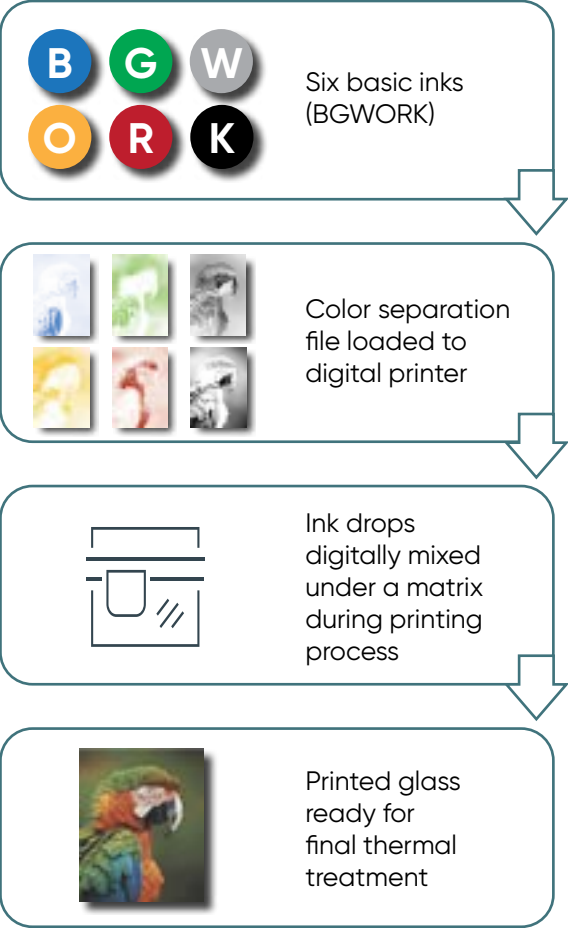 B G W
O R K
Six basic inks
(BGWORK)
Color separation
file loaded to
digital printer
Ink drops
digitally mixed
under a matrix
during printing
process
Printed glass
ready for
final thermal
treatment